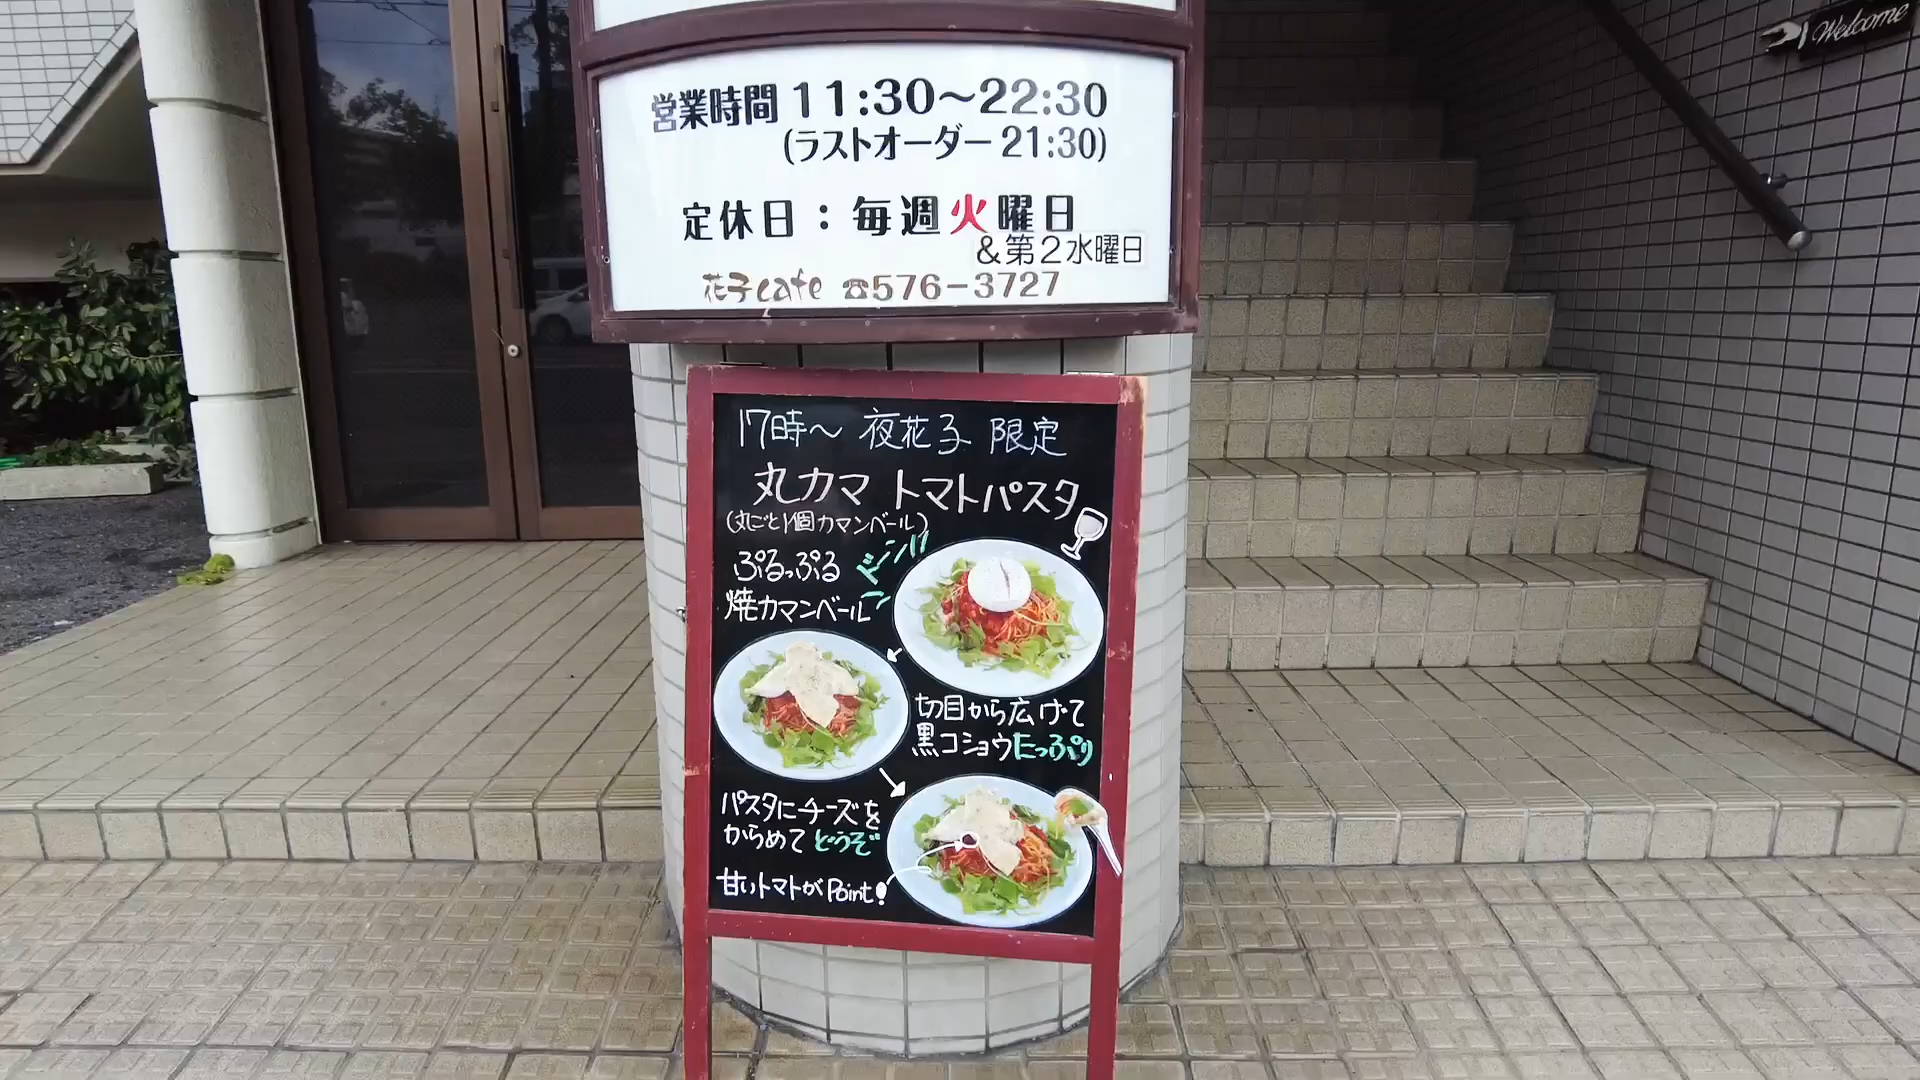 営業時間 11:30〜22:30
(ラストオーダー 21:30)
定休日：毎週火曜日
&第2水曜日
花子cafe ☎576-3727
Welcome
17時〜 夜花子 限定
丸カマ トマトパスタ
(丸ごと1個カマンベール)
ぷるっぷる ドーン!!
焼カマンベール
切目から広げて
黒コショウたっぷり
パスタにチーズを
からめて どうぞ
甘いトマトがPoint!